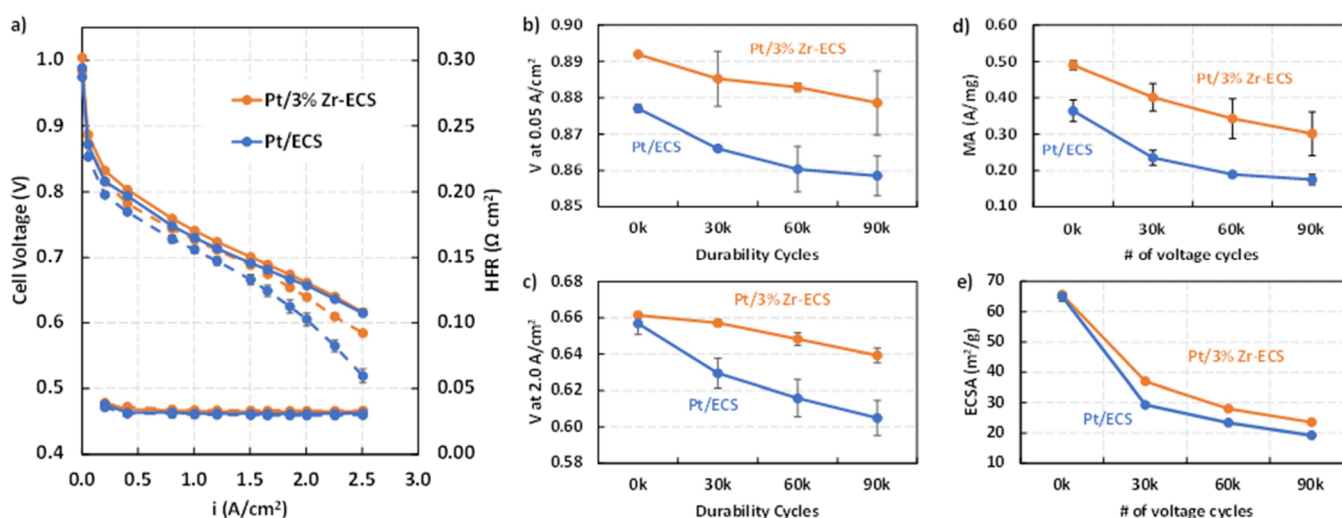 a)
Cell Voltage (V)
1.0
0.9
0.8
0.7
0.6
0.5
0.4
0.0 0.5 1.0 1.5 2.0 2.5 3.0
i (A/cm²)
0.30
0.25
0.20
0.15
0.10
0.05
0.00
HFR (Ω cm²)
Pt/3% Zr-ECS
Pt/ECS
b)
V at 0.05 A/cm²
0.90
0.89
0.88
0.87
0.86
0.85
Pt/3% Zr-ECS
Pt/ECS
0k 30k 60k 90k
Durability Cycles
c)
V at 2.0 A/cm²
0.68
0.66
0.64
0.62
0.60
0.58
Pt/3% Zr-ECS
Pt/ECS
0k 30k 60k 90k
Durability Cycles
d)
MA (A/mg)
0.60
0.50
0.40
0.30
0.20
0.10
Pt/3% Zr-ECS
Pt/ECS
0k 30k 60k 90k
# of voltage cycles
e)
ECSA (m²/g)
70
60
50
40
30
20
10
Pt/3% Zr-ECS
Pt/ECS
0k 30k 60k 90k
# of voltage cycles